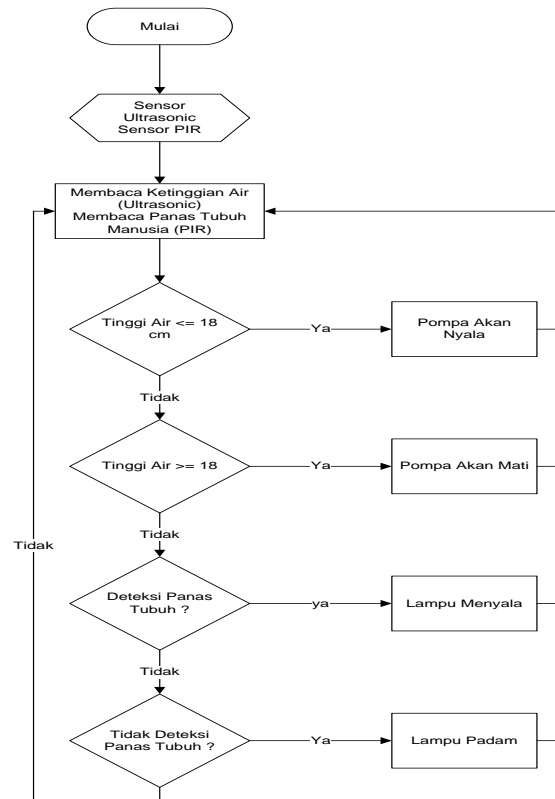 Mulai
Sensor
Ultrasonic
Sensor PIR
Membaca Ketinggian Air
(Ultrasonic)
Membaca Panas Tubuh
Manusia (PIR)
Tinggi Air <= 18
cm
Ya
Pompa Akan
Nyala
Tidak
Tinggi Air >= 18
Ya
Pompa Akan Mati
Tidak
Tidak
Deteksi Panas
Tubuh ?
ya
Lampu Menyala
Tidak
Tidak Deteksi
Panas Tubuh ?
Ya
Lampu Padam